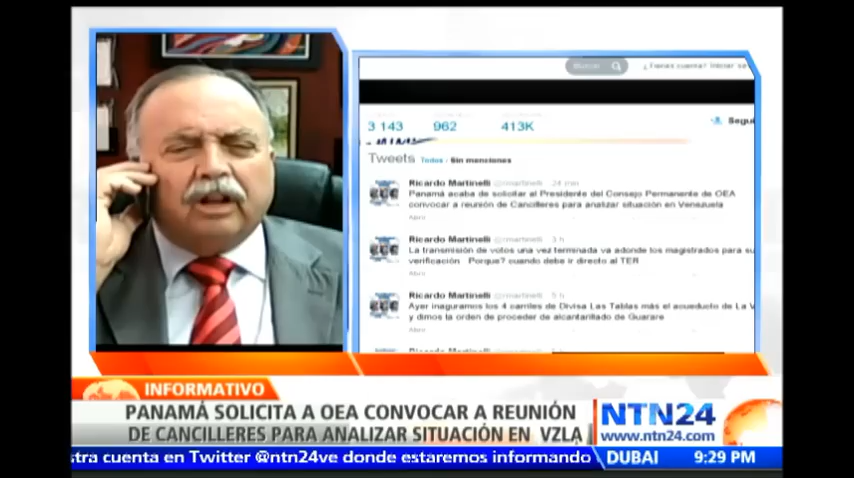 Buscar
¿Tienes cuenta? Iniciar se
3 143
962
413K
Segui
Tweets Todos - Sin menciones
Ricardo Martinelli @rmartinelli 24 min
Panamá acaba de solicitar al Presidente del Consejo Permanente de OEA
convocar a reunión de Cancilleres para analizar situación en Venezuela
Abrir
Ricardo Martinelli @rmartinelli 3 h
La transmisión de votos una vez terminada va adonde los magistrados para su
verificación Porque? cuando debe ir directo al TER
Abrir
Ricardo Martinelli @rmartinelli 5 h
Ayer inaguramos los 4 carriles de Divisa Las Tablas más el acueducto de La V
y dimos la orden de proceder de alcantarillado de Guarare
Abrir
Ricardo Martinelli
INFORMATIVO
PANAMÁ SOLICITA A OEA CONVOCAR A REUNIÓN
DE CANCILLERES PARA ANALIZAR SITUACIÓN EN VZLA
NTN24
www.ntn24.com
stra cuenta en Twitter @ntn24ve donde estaremos informando
DUBAI 9:29 PM